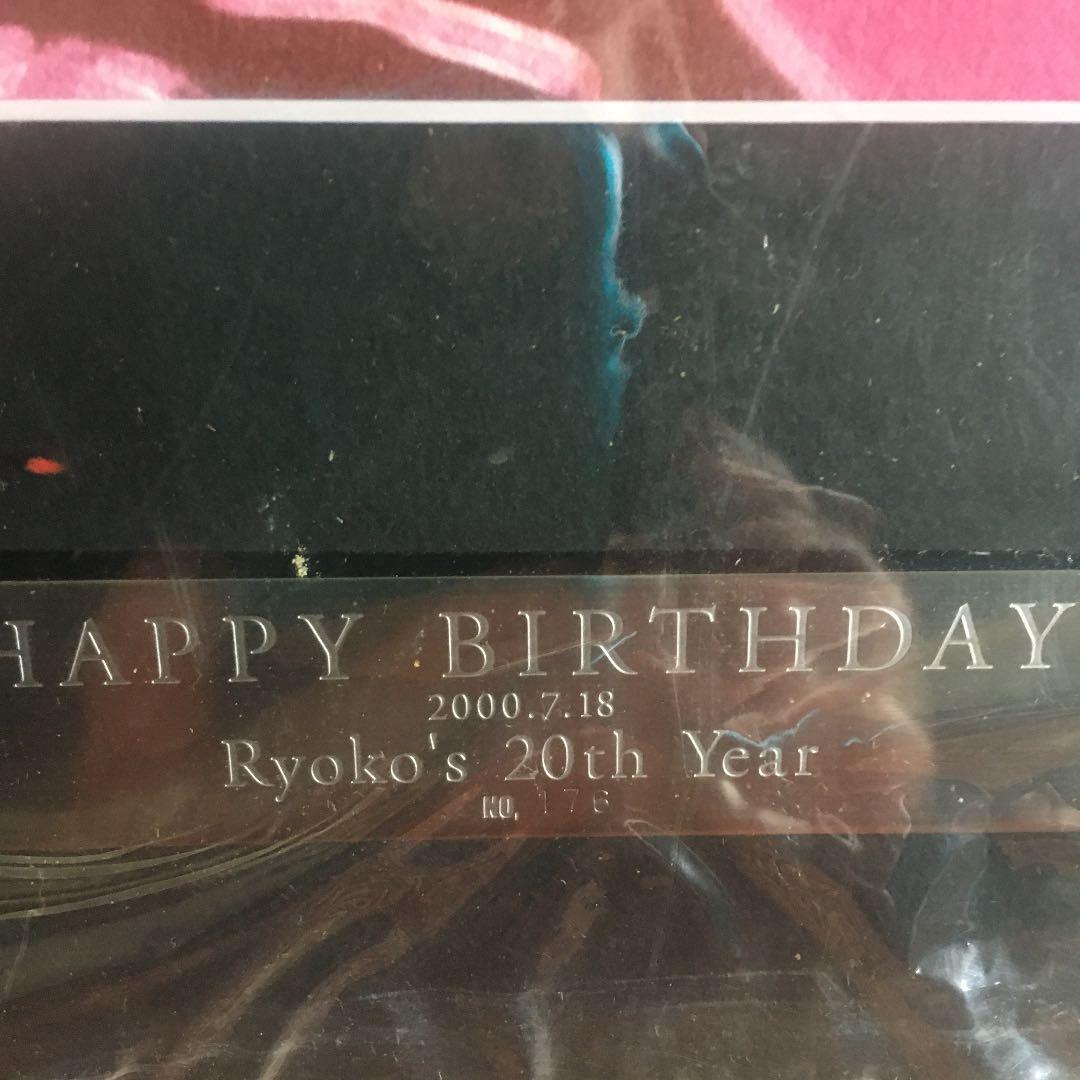 HAPPY BIRTHDAY
2000.7.18
Ryoko's 20th Year
NO. 176